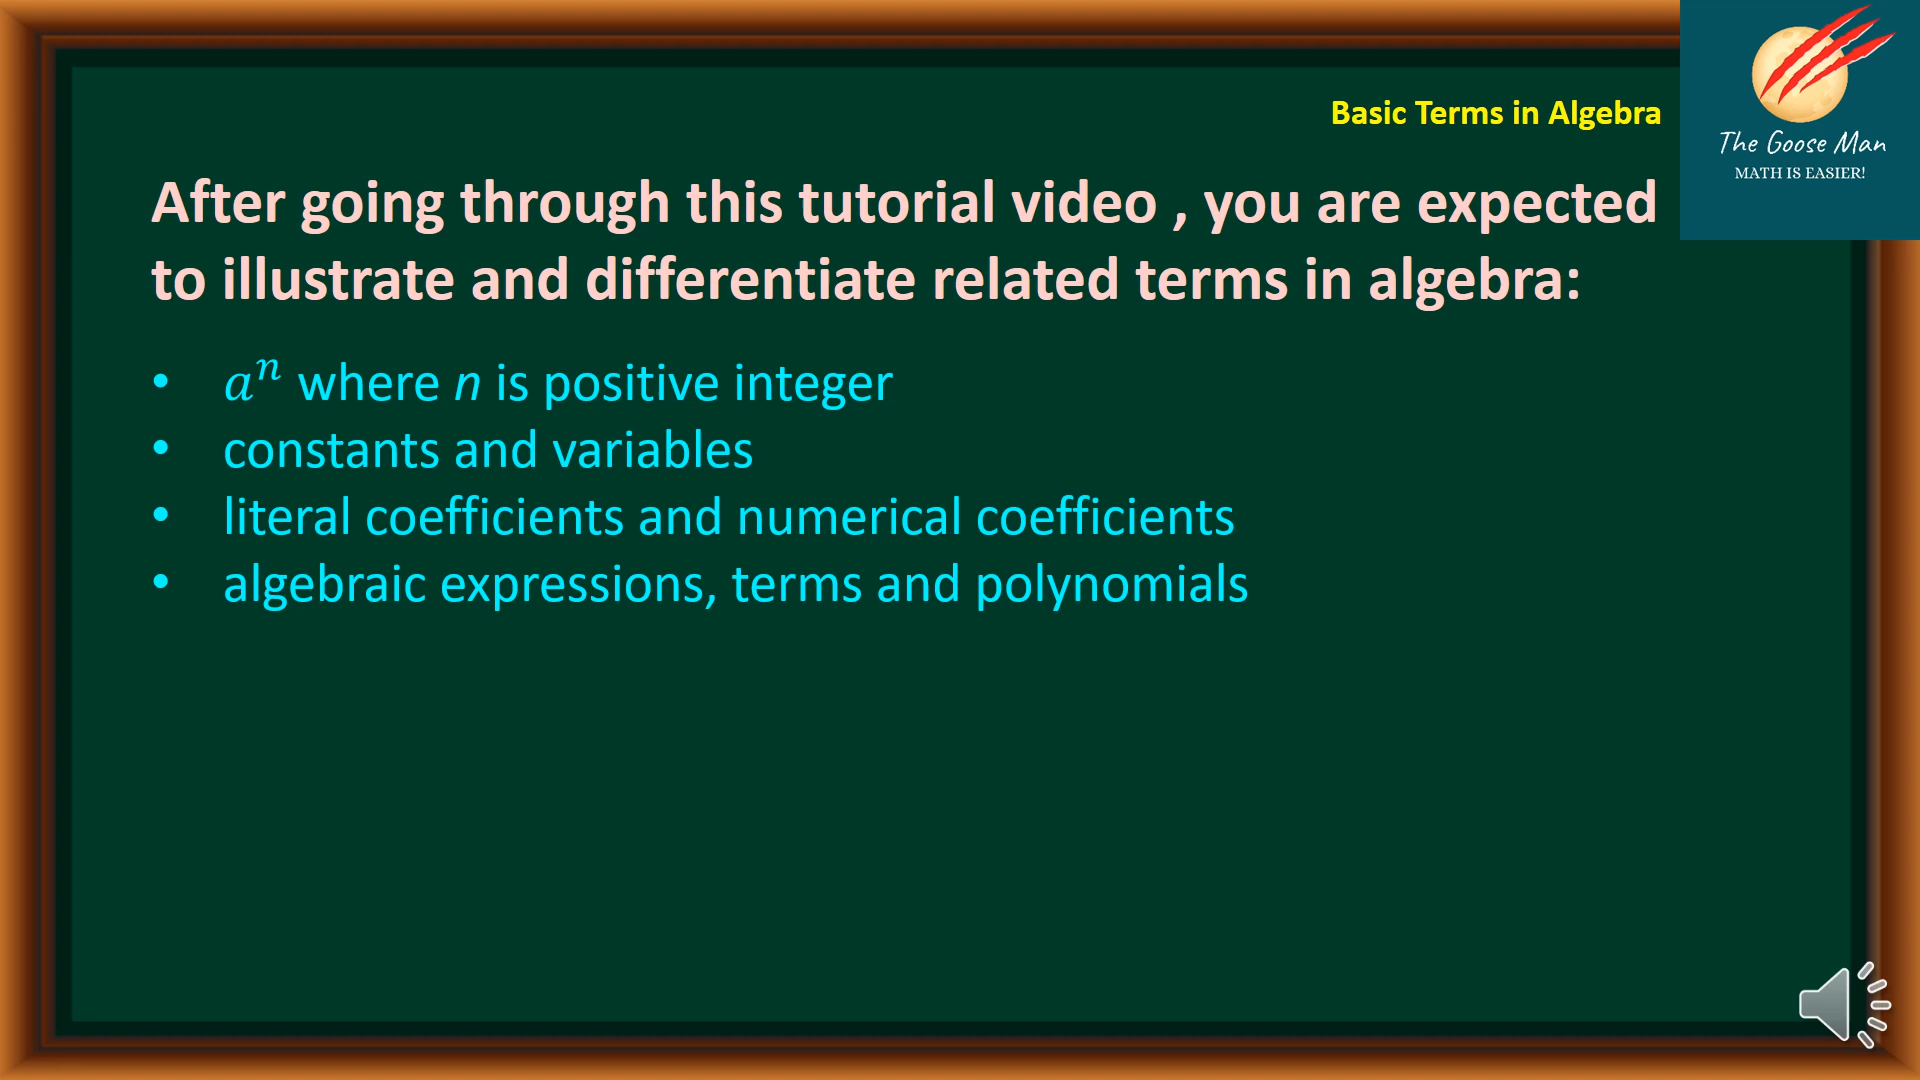 Basic Terms in Algebra
The Goose Man
MATH IS EASIER!
After going through this tutorial video , you are expected
to illustrate and differentiate related terms in algebra:
• aⁿ where n is positive integer
• constants and variables
• literal coefficients and numerical coefficients
• algebraic expressions, terms and polynomials